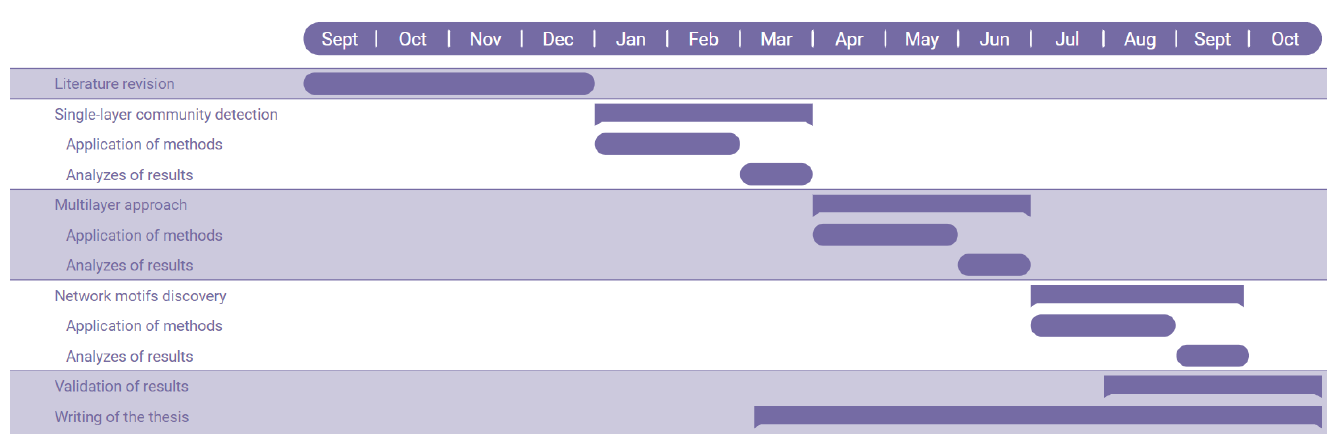 Sept | Oct | Nov | Dec | Jan | Feb | Mar | Apr | May | Jun | Jul | Aug | Sept | Oct
Literature revision
Single-layer community detection
Application of methods
Analyzes of results
Multilayer approach
Application of methods
Analyzes of results
Network motifs discovery
Application of methods
Analyzes of results
Validation of results
Writing of the thesis